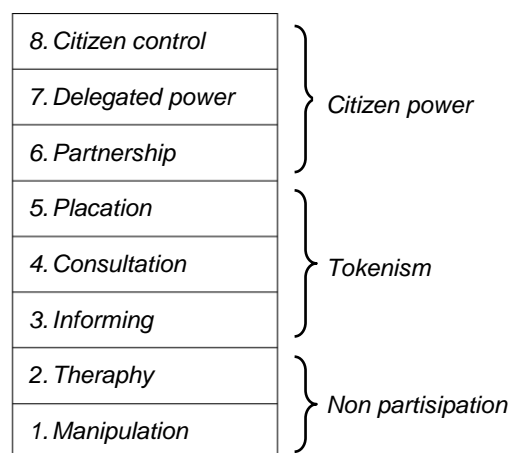 8. Citizen control
7. Delegated power
Citizen power
6. Partnership
5. Placation
4. Consultation
Tokenism
3. Informing
2. Theraphy
Non partisipation
1. Manipulation